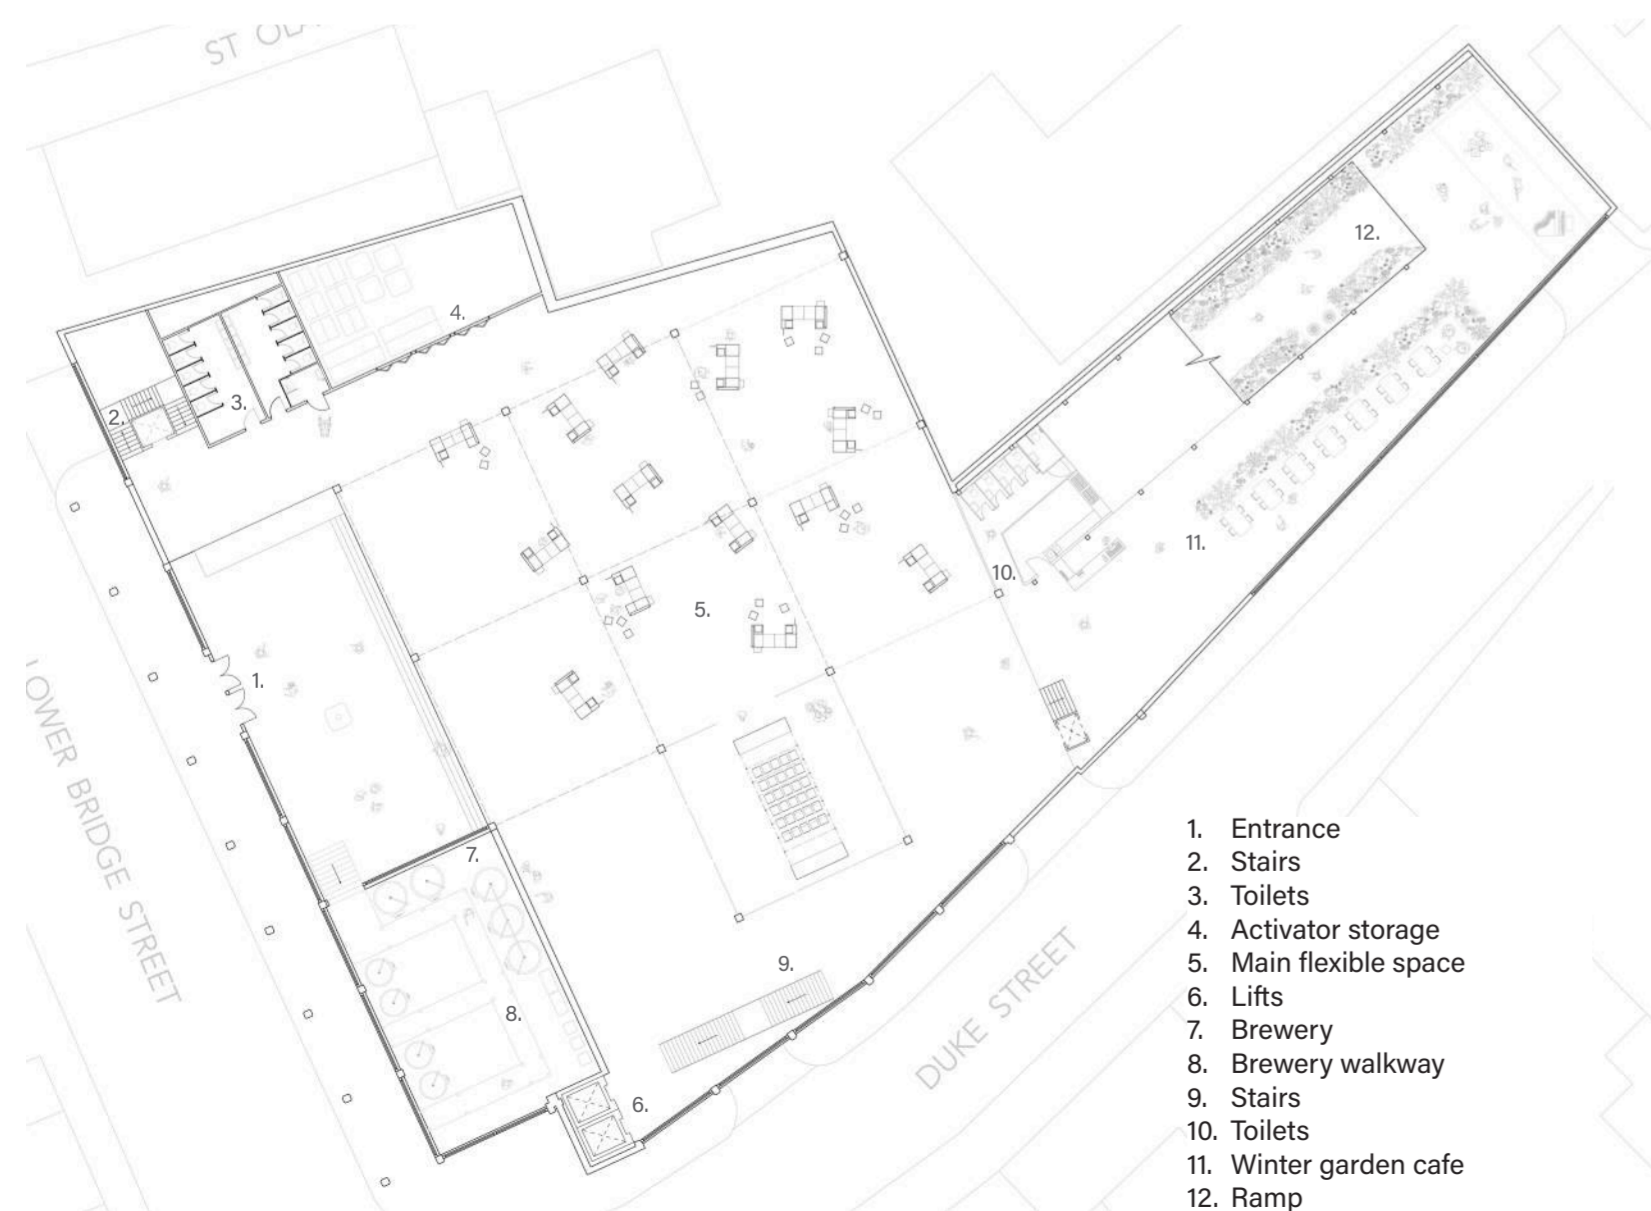 ST
4.
12.
2.
3.
5.
11.
10.
1.
LOWER BRIDGE STREET
7.
8.
9.
6.
DUKE STREET
1. Entrance
2. Stairs
3. Toilets
4. Activator storage
5. Main flexible space
6. Lifts
7. Brewery
8. Brewery walkway
9. Stairs
10. Toilets
11. Winter garden cafe
12. Ramp